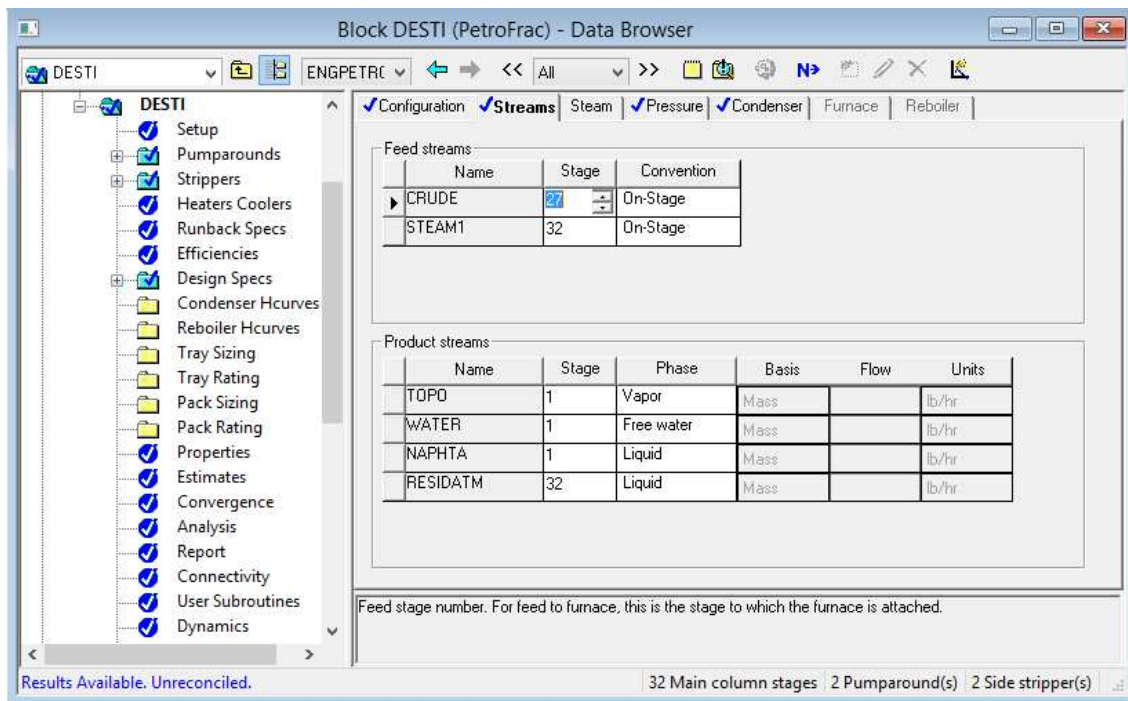 Block DESTI (PetroFrac) - Data Browser
DESTI ENGPETRC << All >> N
DESTI
Setup
Pumparounds
Strippers
Heaters Coolers
Runback Specs
Efficiencies
Design Specs
Condenser Hcurves
Reboiler Hcurves
Tray Sizing
Tray Rating
Pack Sizing
Pack Rating
Properties
Estimates
Convergence
Analysis
Report
Connectivity
User Subroutines
Dynamics
Configuration Streams Steam Pressure Condenser Furnace Reboiler
Feed streams
Name Stage Convention
CRUDE 27 On-Stage
STEAM1 32 On-Stage
Product streams
Name Stage Phase Basis Flow Units
TOPO 1 Vapor Mass lb/hr
WATER 1 Free water Mass lb/hr
NAPHTA 1 Liquid Mass lb/hr
RESIDATM 32 Liquid Mass lb/hr
Feed stage number. For feed to furnace, this is the stage to which the furnace is attached.
Results Available. Unreconciled. 32 Main column stages 2 Pumparound(s) 2 Side stripper(s)